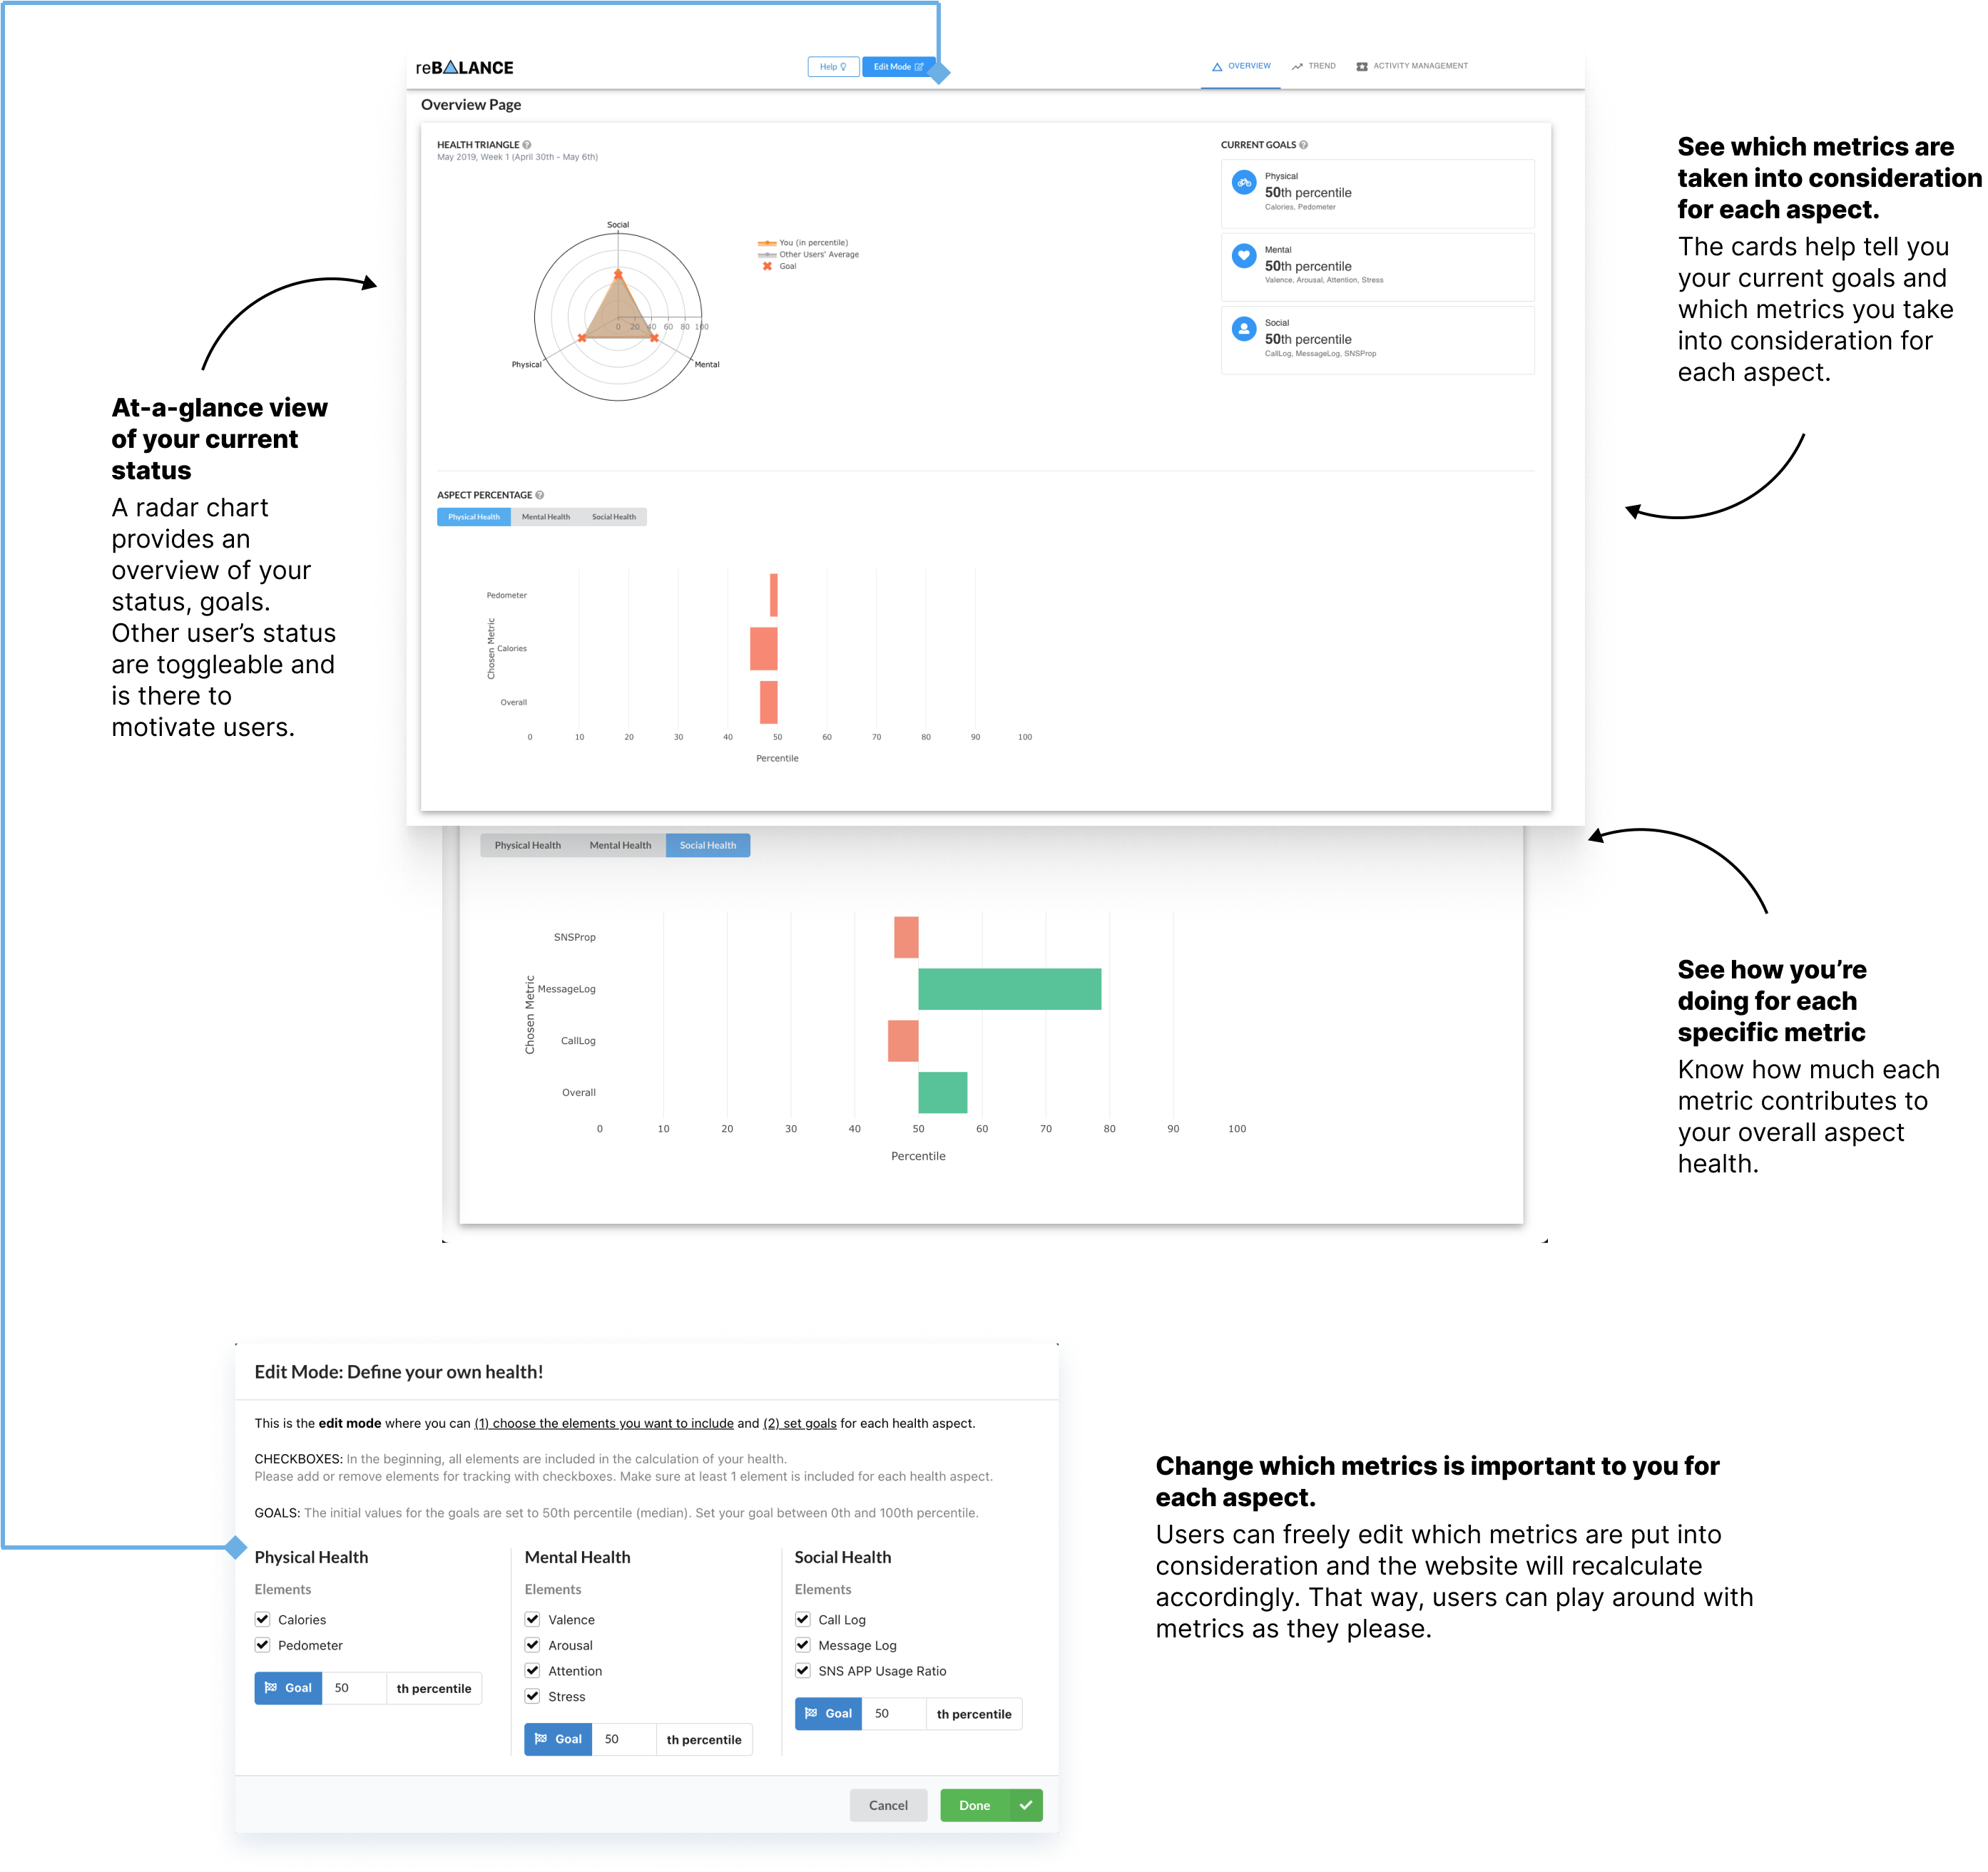 reBALANCE
Help
Edit Mode
OVERVIEW
TREND
ACTIVITY MANAGEMENT
Overview Page
HEALTH TRIANGLE
May 2019, Week 1 (April 30th - May 6th)
Social
Physical
Mental
0 20 40 60 80 100
You (in percentile)
Other Users' Average
Goal
CURRENT GOALS
Physical
50th percentile
Calories, Pedometer
Mental
50th percentile
Valence, Arousal, Attention, Stress
Social
50th percentile
CallLog, MessageLog, SNSProp
ASPECT PERCENTAGE
Physical Health
Mental Health
Social Health
Chosen Metric
Pedometer
Calories
Overall
0 10 20 30 40 50 60 70 80 90 100
Percentile
At-a-glance view
of your current
status
A radar chart
provides an
overview of your
status, goals.
Other user’s status
are toggleable and
is there to
motivate users.
See which metrics are
taken into consideration
for each aspect.
The cards help tell you
your current goals and
which metrics you take
into consideration for
each aspect.
Physical Health
Mental Health
Social Health
Chosen Metric
SNSProp
MessageLog
CallLog
Overall
0 10 20 30 40 50 60 70 80 90 100
Percentile
See how you’re
doing for each
specific metric
Know how much each
metric contributes to
your overall aspect
health.
Edit Mode: Define your own health!
This is the edit mode where you can (1) choose the elements you want to include and (2) set goals for each health aspect.
CHECKBOXES: In the beginning, all elements are included in the calculation of your health.
Please add or remove elements for tracking with checkboxes. Make sure at least 1 element is included for each health aspect.
GOALS: The initial values for the goals are set to 50th percentile (median). Set your goal between 0th and 100th percentile.
Physical Health
Elements
Calories
Pedometer
Goal 50 th percentile
Mental Health
Elements
Valence
Arousal
Attention
Stress
Goal 50 th percentile
Social Health
Elements
Call Log
Message Log
SNS APP Usage Ratio
Goal 50 th percentile
Cancel
Done
Change which metrics is important to you for
each aspect.
Users can freely edit which metrics are put into
consideration and the website will recalculate
accordingly. That way, users can play around with
metrics as they please.